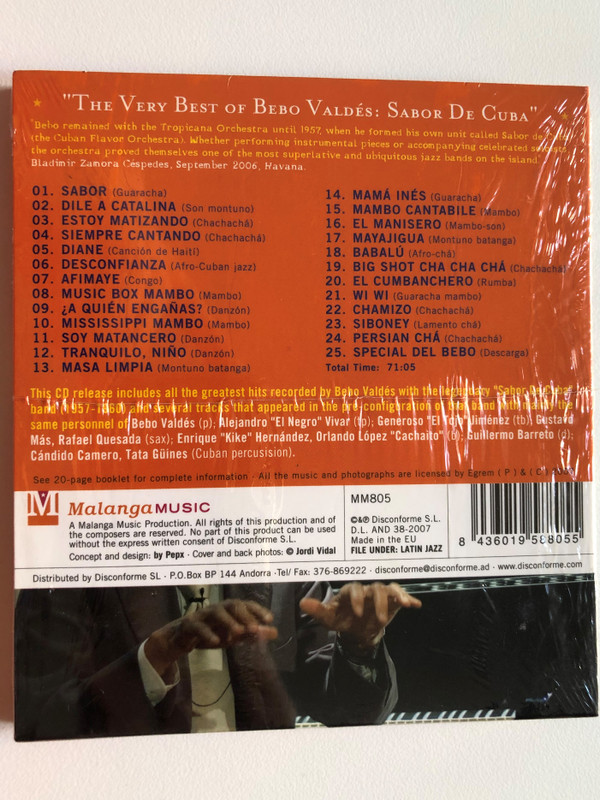 "The Very Best of Bebo Valdés: Sabor De Cuba"
"Bebo remained with the Tropicana Orchestra until 1957, when he formed his own unit called Sabor de
(the Cuban Flavor Orchestra). Whether performing instrumental pieces or accompanying celebrated
the orchestra proved themselves one of the most superlative and ubiquitous jazz bands on the island"
Bladimir Zamora Céspedes, September 2006, Havana.
01. SABOR (Guaracha)
02. DILE A CATALINA (Son montuno)
03. ESTOY MATIZANDO (Chachachá)
04. SIEMPRE CANTANDO (Chachachá)
05. DIANE (Canción de Haití)
06. DESCONFIANZA (Afro-Cuban jazz)
07. AFIMAYE (Congo)
08. MUSIC BOX MAMBO (Mambo)
09. ¿A QUIÉN ENGAÑAS? (Danzón)
10. MISSISSIPPI MAMBO (Mambo)
11. SOY MATANCERO (Danzón)
12. TRANQUILO, NIÑO (Danzón)
13. MASA LIMPIA (Montuno batanga)
14. MAMÁ INÉS (Guaracha)
15. MAMBO CANTABILE (Mambo)
16. EL MANISERO (Mambo-son)
17. MAYAJIGUA (Montuno batanga)
18. BABALÚ (Afro-chá)
19. BIG SHOT CHA CHA CHÁ (Chachachá)
20. EL CUMBANCHERO (Rumba)
21. WI WI (Guaracha mambo)
22. CHAMIZO (Chachachá)
23. SIBONEY (Lamento chá)
24. PERSIAN CHÁ (Chachachá)
25. SPECIAL DEL BEBO (Descarga)
Total Time: 71:05
This CD release includes all the greatest hits recorded by Bebo Valdés with the legendary "Sabor De Cuba"
band (1957-1960) and several tracks that appeared in the pre-configuration of that band with mainly the
same personnel of Bebo Valdés (p); Alejandro "El Negro" Vivar (tp); Generoso "El Tojo" Jiménez (tb); Gustavo
Más, Rafael Quesada (sax); Enrique "Kike" Hernández, Orlando López "Cachaito" (b); Guillermo Barreto (d);
Cándido Camero, Tata Güines (Cuban percusision).
See 20-page booklet for complete information · All the music and photographs are licensed by Egrem (P) & (C)
M MalangaMUSIC
A Malanga Music Production. All rights of this production and of
the composers are reserved. No part of this product can be used
without the express written consent of Disconforme S.L.
Concept and design: by Pepx · Cover and back photos: © Jordi Vidal
MM805
©&℗ Disconforme S.L.
D.L. AND 38-2007
Made in the EU
FILE UNDER: LATIN JAZZ
8 436019 588055
Distributed by Disconforme SL · P.O.Box BP 144 Andorra ·Tel/ Fax: 376-869222 · disconforme@disconforme.ad · www.disconforme.com